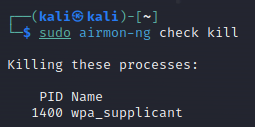 ┌──(kali㉿kali)-[~]
└─$ sudo airmon-ng check kill
Killing these processes:
PID Name
1400 wpa_supplicant